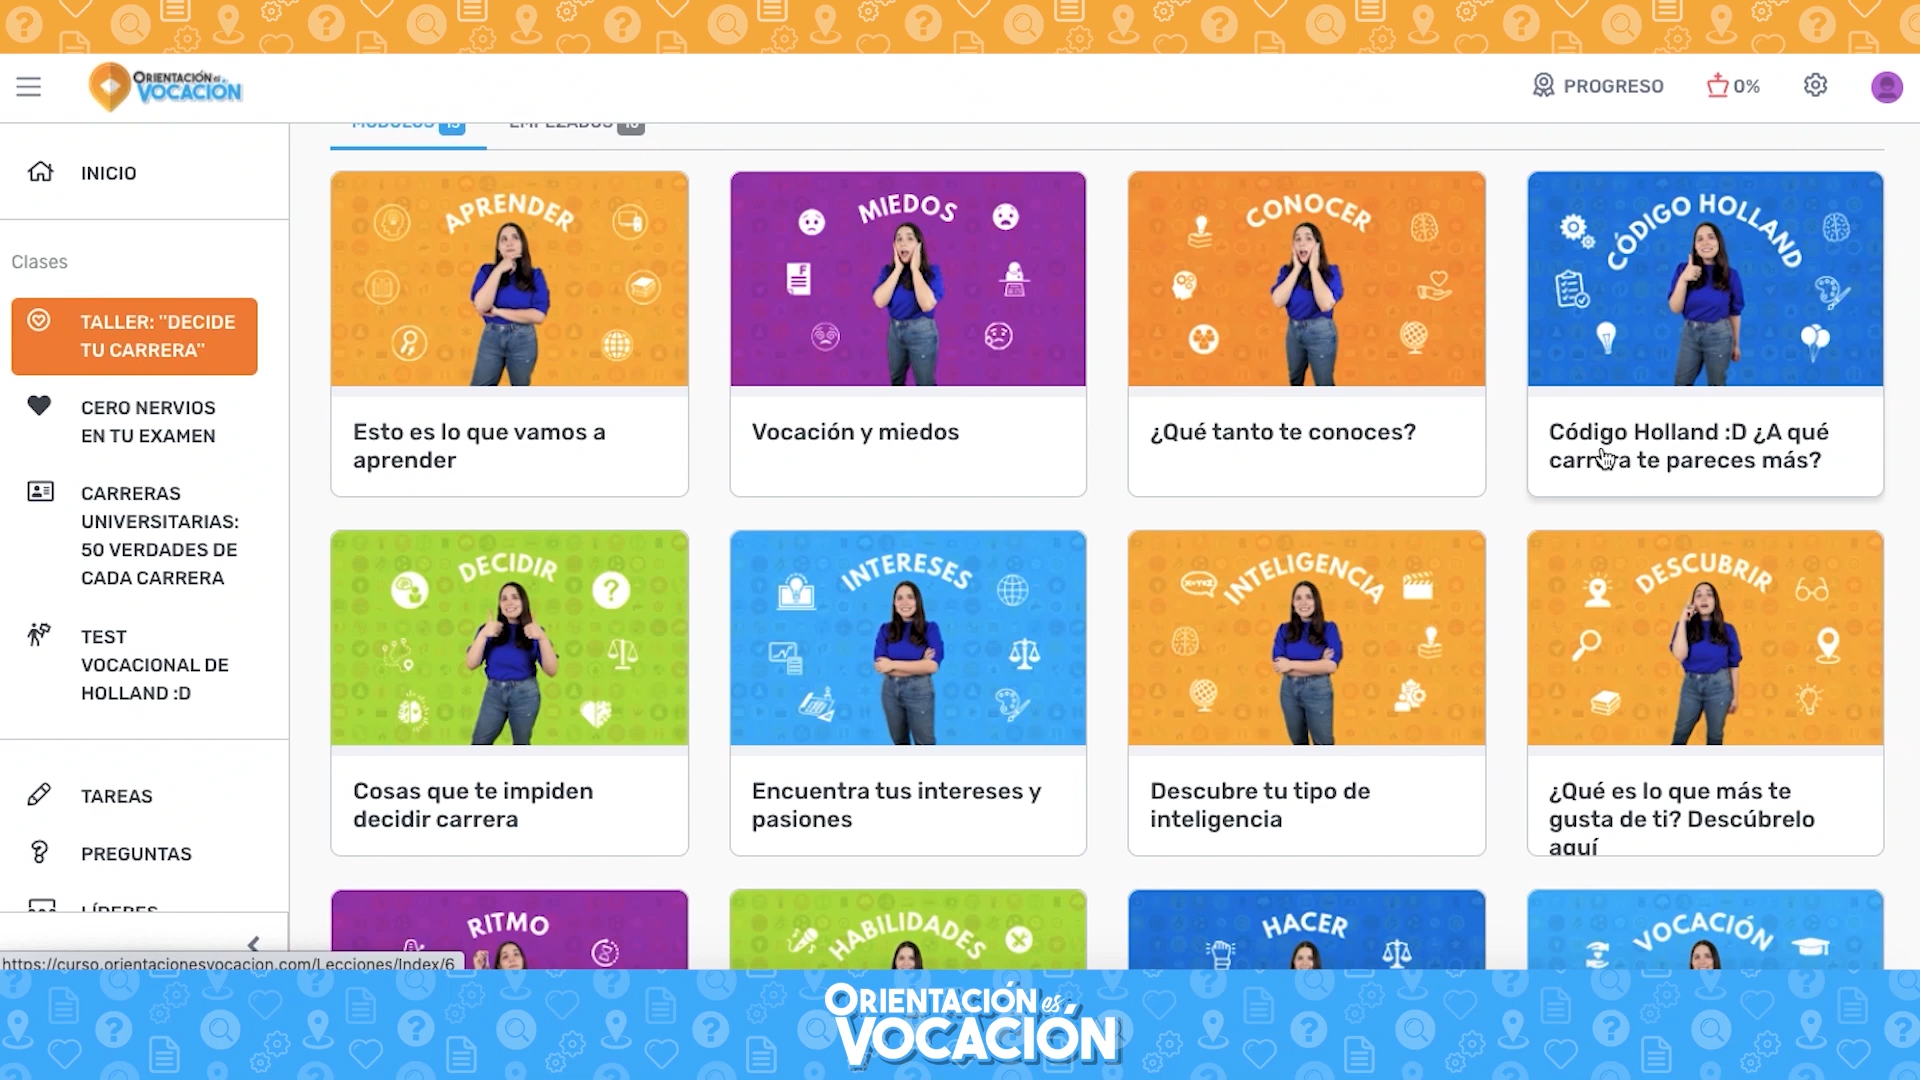 ORIENTACIÓN es
VOCACIÓN
PROGRESO
0%
MÓDULOS 15
EMPEZADOS
INICIO
Clases
TALLER: "DECIDE
TU CARRERA"
CERO NERVIOS
EN TU EXAMEN
CARRERAS
UNIVERSITARIAS:
50 VERDADES DE
CADA CARRERA
TEST
VOCACIONAL DE
HOLLAND :D
TAREAS
PREGUNTAS
LÍDERES
APRENDER
Esto es lo que vamos a
aprender
MIEDOS
F
Vocación y miedos
CONOCER
¿Qué tanto te conoces?
CÓDIGO HOLLAND
Código Holland :D ¿A qué
carrera te pareces más?
DECIDIR
Cosas que te impiden
decidir carrera
INTERESES
Encuentra tus intereses y
pasiones
INTELIGENCIA
Descubre tu tipo de
inteligencia
DESCUBRIR
¿Qué es lo que más te
gusta de ti? Descúbrelo
aquí
RITMO
HABILIDADES
HACER
VOCACIÓN
https://curso.orientacionesvocacion.com/Lecciones/Index/6
ORIENTACIÓN es
VOCACIÓN